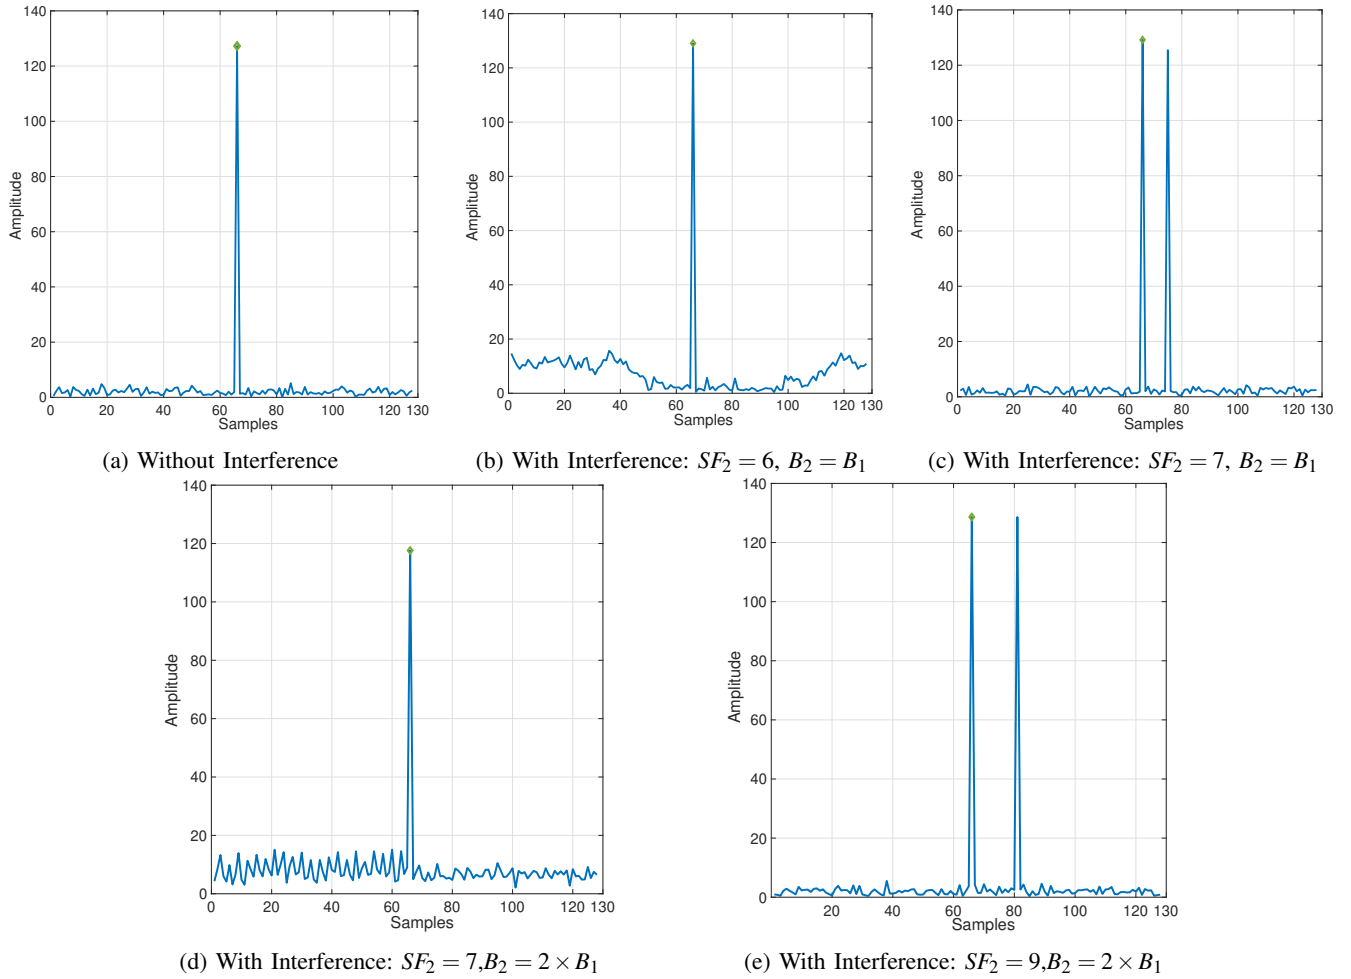 140
120
100
80
60
40
20
0
Amplitude
0 20 40 60 80 100 120 130
Samples
(a) Without Interference
140
120
100
80
60
40
20
0
Amplitude
0 20 40 60 80 100 120 130
Samples
(b) With Interference: SF₂ = 6, B₂ = B₁
140
120
100
80
60
40
20
0
Amplitude
0 20 40 60 80 100 120 130
Samples
(c) With Interference: SF₂ = 7, B₂ = B₁
140
120
100
80
60
40
20
0
Amplitude
0 20 40 60 80 100 120 130
Samples
(d) With Interference: SF₂ = 7,B₂ = 2 × B₁
140
120
100
80
60
40
20
0
Amplitude
20 40 60 80 100 120 130
Samples
(e) With Interference: SF₂ = 9,B₂ = 2 × B₁